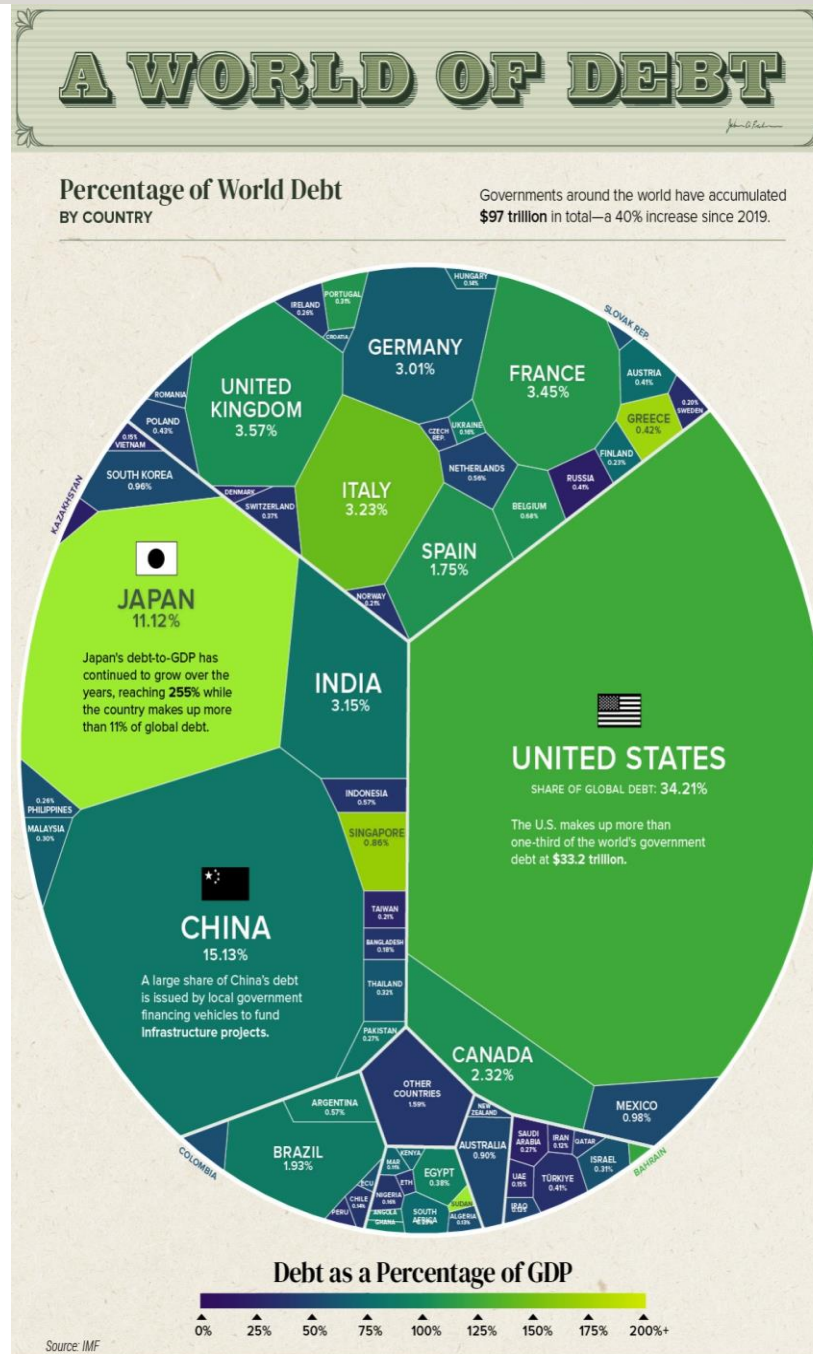 A WORLD OF DEBT
Percentage of World Debt
BY COUNTRY
Governments around the world have accumulated
$97 trillion in total—a 40% increase since 2019.
HUNGARY
0.14%
PORTUGAL
0.31%
IRELAND
0.26%
CROATIA
GERMANY
3.01%
FRANCE
3.45%
SLOVAK REP.
AUSTRIA
0.41%
0.20%
SWEDEN
GREECE
0.42%
FINLAND
0.23%
ROMANIA
POLAND
0.43%
UNITED
KINGDOM
3.57%
CZECH
REP.
UKRAINE
0.16%
NETHERLANDS
0.56%
RUSSIA
0.41%
BELGIUM
0.68%
ITALY
3.23%
SPAIN
1.75%
DENMARK
SWITZERLAND
0.37%
NORWAY
0.21%
0.15%
VIETNAM
SOUTH KOREA
0.96%
KAZAKHSTAN
JAPAN
11.12%
Japan's debt-to-GDP has
continued to grow over the
years, reaching 255% while
the country makes up more
than 11% of global debt.
INDIA
3.15%
UNITED STATES
SHARE OF GLOBAL DEBT: 34.21%
The U.S. makes up more than
one-third of the world's government
debt at $33.2 trillion.
INDONESIA
0.57%
0.26%
PHILIPPINES
MALAYSIA
0.30%
SINGAPORE
0.86%
CHINA
15.13%
A large share of China's debt
is issued by local government
financing vehicles to fund
infrastructure projects.
TAIWAN
0.21%
BANGLADESH
0.18%
THAILAND
0.32%
PAKISTAN
0.27%
CANADA
2.32%
MEXICO
0.98%
OTHER
COUNTRIES
1.59%
ARGENTINA
0.57%
BRAZIL
1.93%
COLOMBIA
ECU
CHILE
0.14%
PERU
KENYA
MAR
0.11%
ETH
EGYPT
0.38%
NIGERIA
0.16%
ANGOLA
GHANA
SOUTH
AFRICA
SUDAN
ALGERIA
0.13%
NEW
ZEALAND
AUSTRALIA
0.90%
SAUDI
ARABIA
0.27%
IRAN
0.12%
QATAR
ISRAEL
0.31%
BAHRAIN
UAE
0.15%
TÜRKIYE
0.41%
IRAQ
Debt as a Percentage of GDP
0% 25% 50% 75% 100% 125% 150% 175% 200%+
Source: IMF